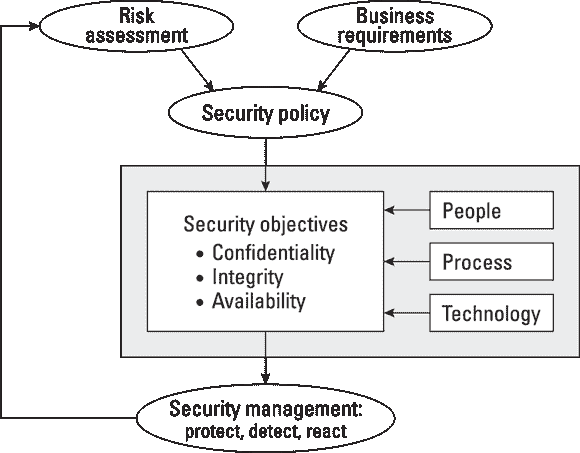 Risk
assessment
Business
requirements
Security policy
Security objectives
• Confidentiality
• Integrity
• Availability
People
Process
Technology
Security management:
protect, detect, react